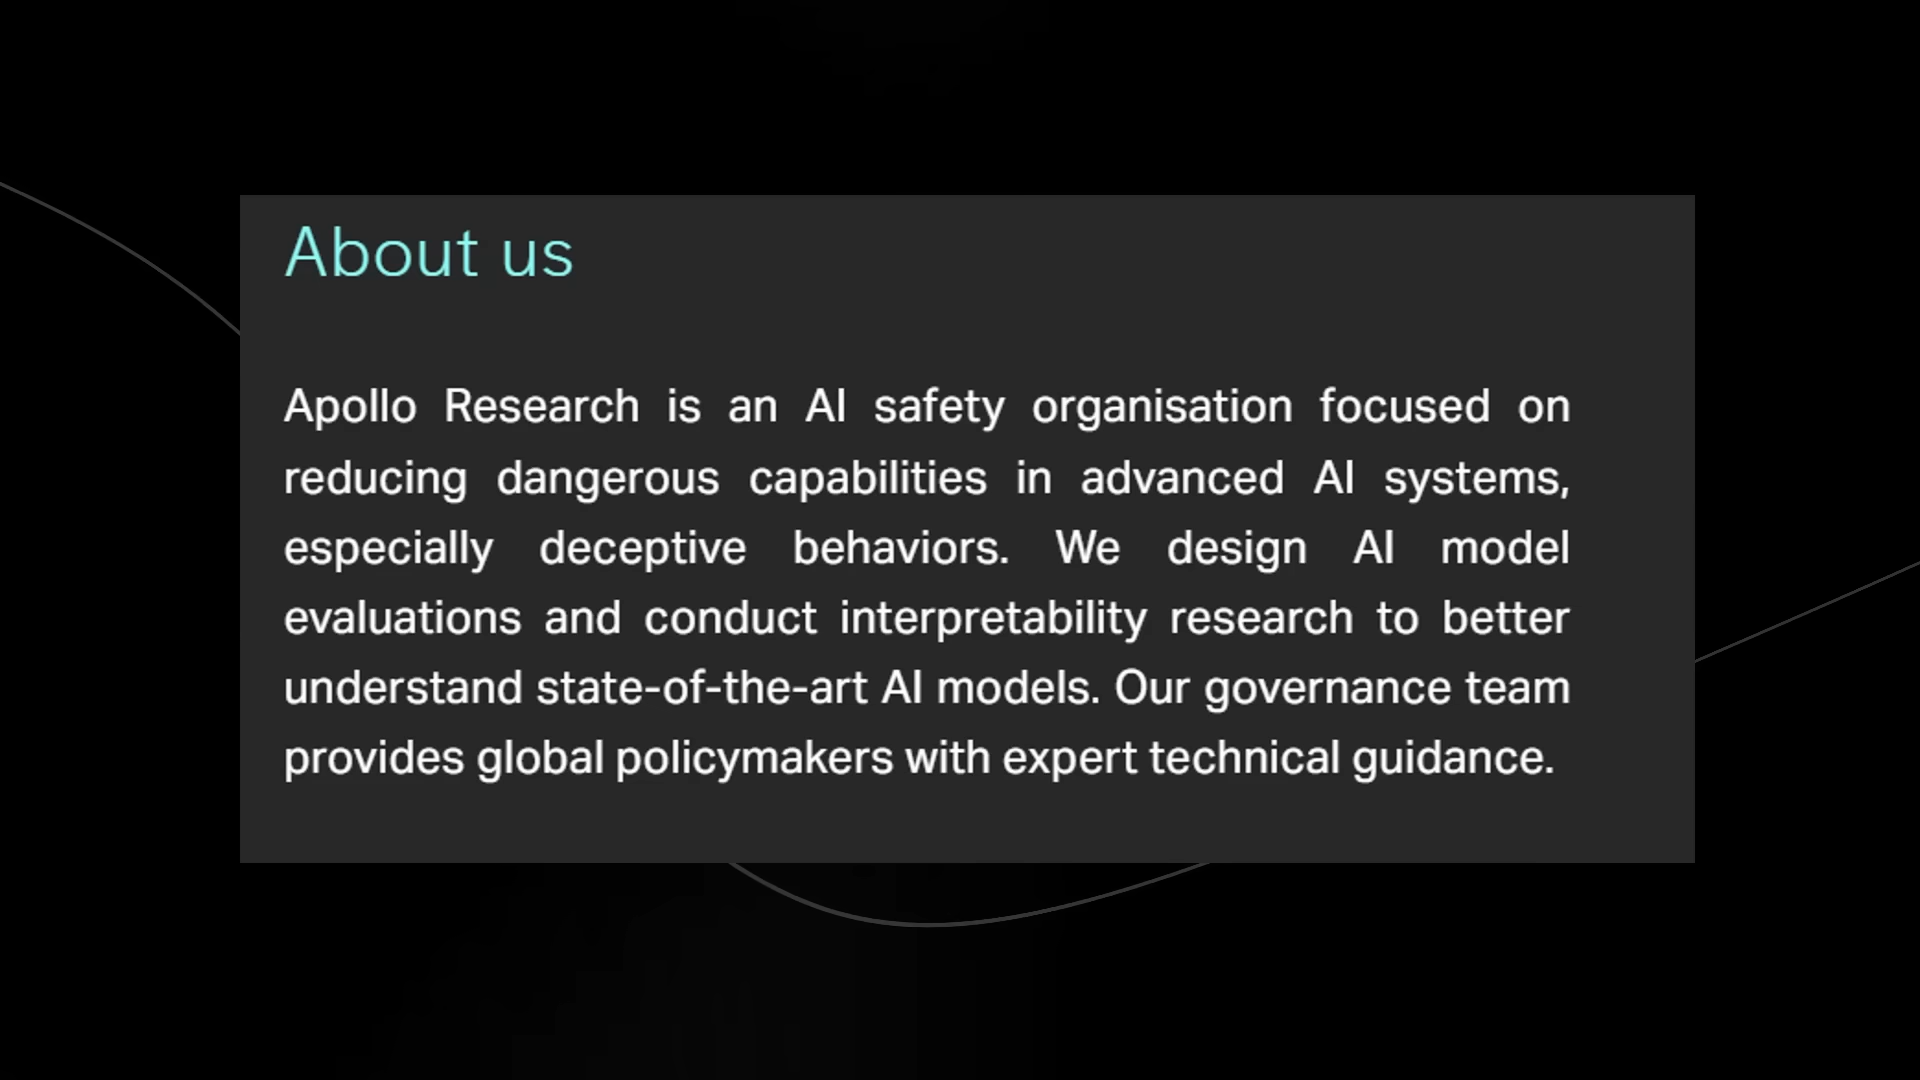 About us
Apollo Research is an AI safety organisation focused on
reducing dangerous capabilities in advanced AI systems,
especially deceptive behaviors. We design AI model
evaluations and conduct interpretability research to better
understand state-of-the-art AI models. Our governance team
provides global policymakers with expert technical guidance.